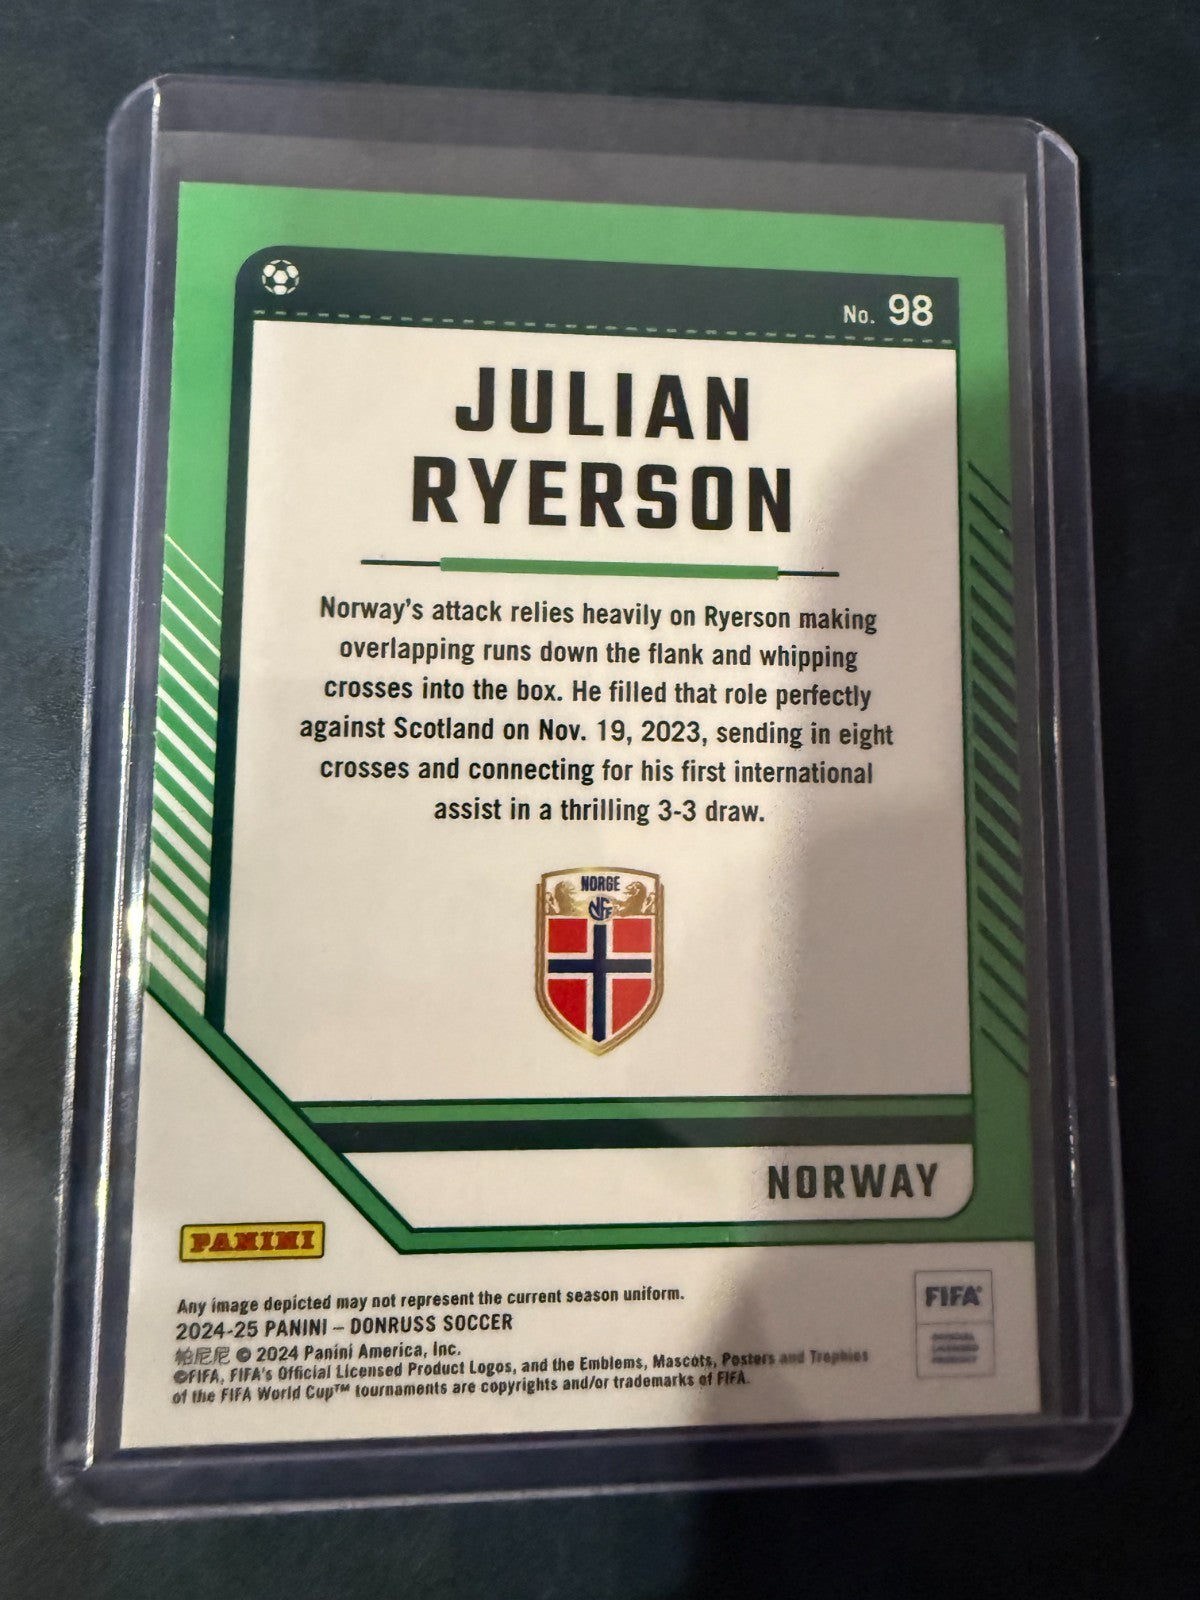 No. 98
JULIAN
RYERSON
Norway's attack relies heavily on Ryerson making
overlapping runs down the flank and whipping
crosses into the box. He filled that role perfectly
against Scotland on Nov. 19, 2023, sending in eight
crosses and connecting for his first international
assist in a thrilling 3-3 draw.
NORGE
NFF
NORWAY
PANINI
Any image depicted may not represent the current season uniform.
2024-25 PANINI – DONRUSS SOCCER
帕尼尼 © 2024 Panini America, Inc.
©FIFA, FIFA's Official Licensed Product Logos, and the Emblems, Mascots, Posters and Trophies
of the FIFA World Cup™ tournaments are copyrights and/or trademarks of FIFA.
FIFA®
OFFICIAL
LICENSED
PRODUCT